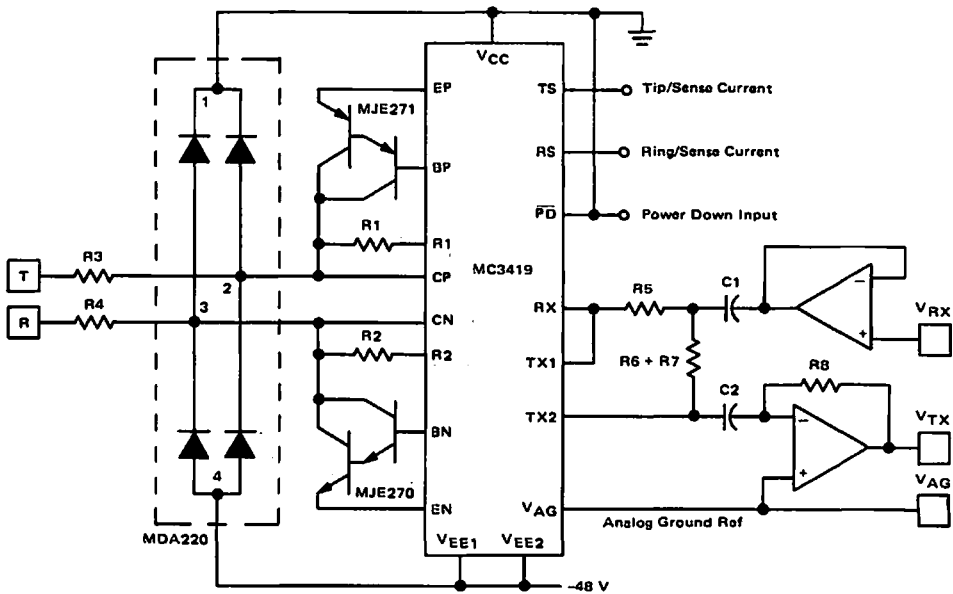 VCC
1
EP
MJE271
TS
Tip/Sense Current
BP
RS
Ring/Sense Current
PD
Power Down Input
R1
R1
T
R3
2
CP
MC3419
R
R4
3
CN
RX
R5
C1
−
+
VRX
R2
R2
TX1
R6 + R7
R8
TX2
C2
−
+
VTX
BN
4
MJE270
EN
VAG
Analog Ground Ref
VAG
MDA220
VEE1
VEE2
−48 V